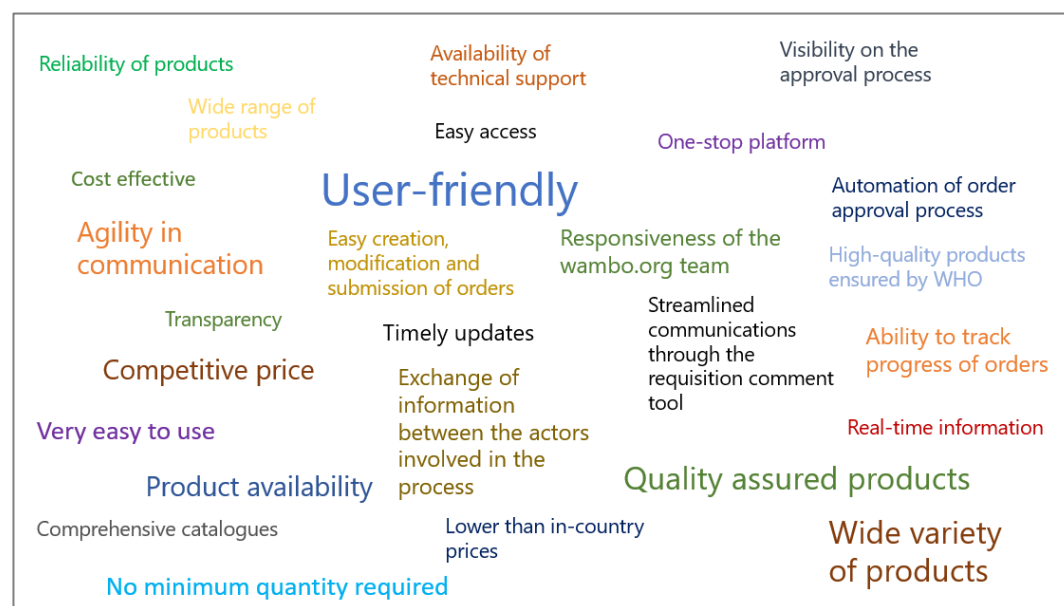 Reliability of products
Availability of
technical support
Visibility on the
approval process
Wide range of
products
Easy access
One-stop platform
Cost effective
User-friendly
Automation of order
approval process
Agility in
communication
Easy creation,
modification and
submission of orders
Responsiveness of the
wambo.org team
High-quality products
ensured by WHO
Transparency
Timely updates
Streamlined
communications
through the
requisition comment
tool
Ability to track
progress of orders
Competitive price
Exchange of
information
between the actors
involved in the
process
Very easy to use
Real-time information
Product availability
Quality assured products
Comprehensive catalogues
Lower than in-country
prices
Wide variety
of products
No minimum quantity required